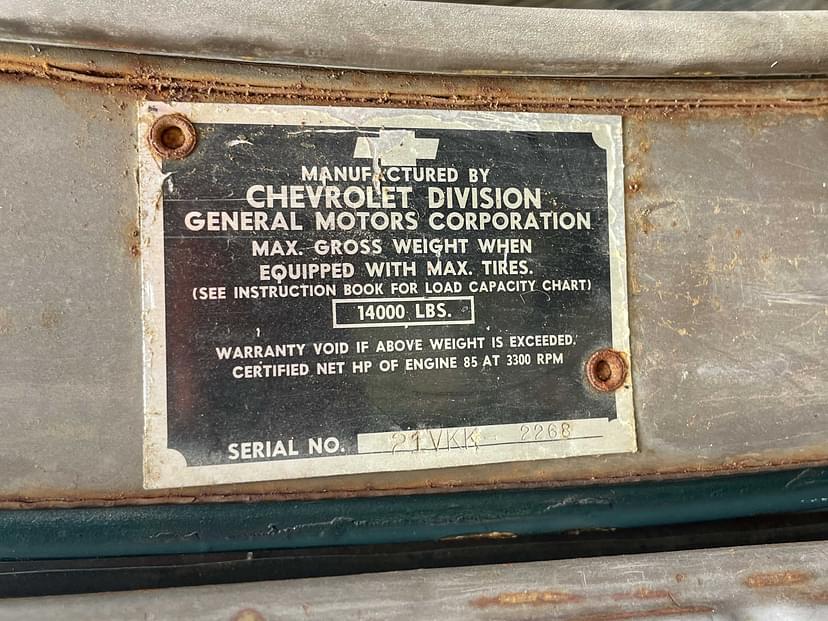 MANUFACTURED BY
CHEVROLET DIVISION
GENERAL MOTORS CORPORATION
MAX. GROSS WEIGHT WHEN
EQUIPPED WITH MAX. TIRES.
(SEE INSTRUCTION BOOK FOR LOAD CAPACITY CHART)
14000 LBS.
WARRANTY VOID IF ABOVE WEIGHT IS EXCEEDED.
CERTIFIED NET HP OF ENGINE 85 AT 3300 RPM
SERIAL NO. 21VKK 2268